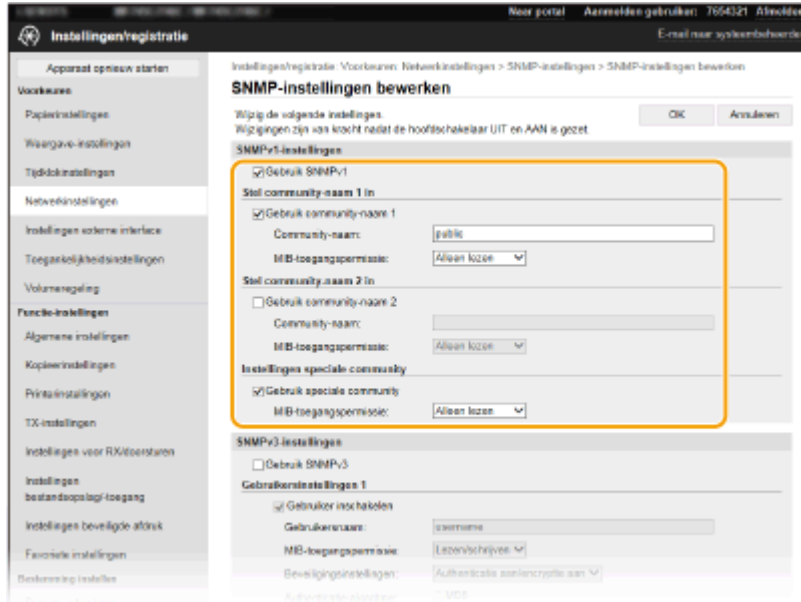 Naar portal Aanmelden gebruiker: 7654321 Afmelden
Instellingen/registratie
E-mail naar systeembeheerder
Apparaat opnieuw starten
Voorkeuren
Papierinstellingen
Weergave-instellingen
Tijdklokinstellingen
Netwerkinstellingen
Instellingen externe interface
Toegankelijkheidsinstellingen
Volumeregeling
Functie-instellingen
Algemene instellingen
Kopieerinstellingen
Printerinstellingen
TX-instellingen
Instellingen voor RX/doorsturen
Instellingen
bestandsopslag/-toegang
Instellingen beveiligde afdruk
Favoriete instellingen
Bestemming instellen
Instellingen/registratie: Voorkeuren: Netwerkinstellingen > SNMP-instellingen > SNMP-instellingen bewerken
SNMP-instellingen bewerken
Wijzig de volgende instellingen.
Wijzigingen zijn van kracht nadat de hoofdschakelaar UIT en AAN is gezet.
OK Annuleren
SNMPv1-instellingen
Gebruik SNMPv1
Stel community-naam 1 in
Gebruik community-naam 1
Community-naam: public
MIB-toegangspermissie: Alleen lezen
Stel community-naam 2 in
Gebruik community-naam 2
Community-naam:
MIB-toegangspermissie: Alleen lezen
Instellingen speciale community
Gebruik speciale community
MIB-toegangspermissie: Alleen lezen
SNMPv3-instellingen
Gebruik SNMPv3
Gebruikersinstellingen 1
Gebruiker inschakelen
Gebruikersnaam: username
MIB-toegangspermissie: Lezen/schrijven
Beveiligingsinstellingen: Authenticatie aan/encryptie aan